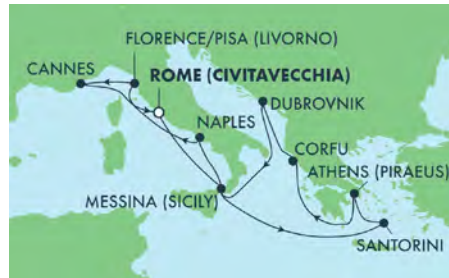 FLORENCE/PISA (LIVORNO)
CANNES
ROME (CIVITAVECCHIA)
DUBROVNIK
NAPLES
CORFU
ATHENS (PIRAEUS)
MESSINA (SICILY)
SANTORINI